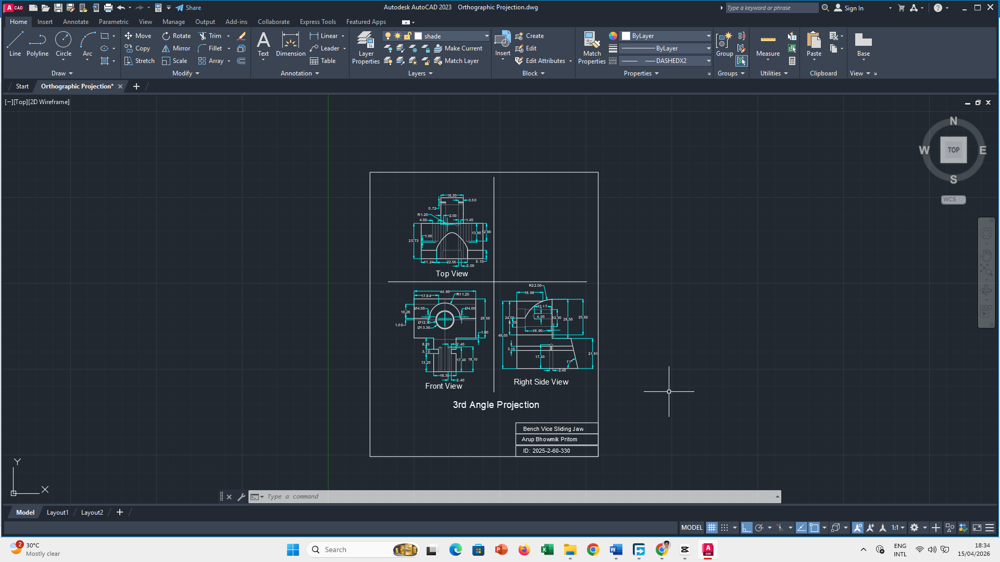 A CAD
Share
Autodesk AutoCAD 2023 Orthographic Projection.dwg
Type a keyword or phrase
Sign In
Home Insert Annotate Parametric View Manage Output Add-ins Collaborate Express Tools Featured Apps
Line Polyline Circle Arc
Move Rotate Trim
Copy Mirror Fillet
Stretch Scale Array
Text Dimension
Linear
Leader
Table
Layer Properties
shade
Make Current
Match Layer
Insert
Create
Edit
Edit Attributes
Match Properties
ByLayer
ByLayer
DASHEDX2
Group
Measure
Paste
Base
Draw Modify Annotation Layers Block Properties Groups Utilities Clipboard View
Start Orthographic Projection*
[−][Top][2D Wireframe]
N
W TOP E
S
WCS
16.30
3.50
0.72
R1.20
2.00
4.00
1.45
13.90
12.90
1.00
25.73
11.24
22.50
6.10
2.00
Top View
44.90
17.84
R11.25
10.26
Ø4.00
Ø4.00
28.50
Ø12.30
Ø13.30
1.00
1.00
8.20
2.40
3.10
13.20
17.40
18.10
16.30
2.40
Front View
R22.50
18.98
12.17
24.55
4.00
12.30
28.50
25.92
6.65
18.90
49.05
3.10
17.40
77°
21.91
2.40
Right Side View
3rd Angle Projection
Bench Vice Sliding Jaw
Arup Bhowmik Pritom
ID: 2025-2-60-330
Y
X
Type a command
Model Layout1 Layout2
MODEL
1:1
2
30°C
Mostly clear
Search
ENG
INTL
18:34
15/04/2026